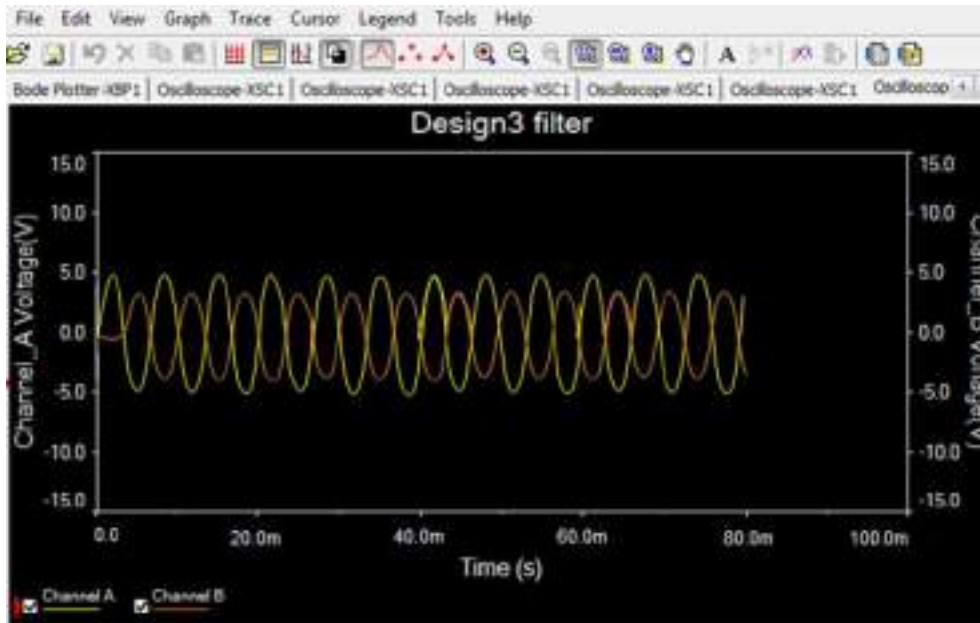 File Edit View Graph Trace Cursor Legend Tools Help
A
Bode Plotter-XBP1 Oscilloscope-XSC1 Oscilloscope-XSC1 Oscilloscope-XSC1 Oscilloscope-XSC1 Oscilloscope-XSC1 Oscilloscop
Design3 filter
Channel_A Voltage(V)
15.0
10.0
5.0
0.0
-5.0
-10.0
-15.0
15.0
10.0
5.0
0.0
-5.0
-10.0
-15.0
Channel_B Voltage(V)
0.0 20.0m 40.0m 60.0m 80.0m 100.0m
Time (s)
Channel A Channel B